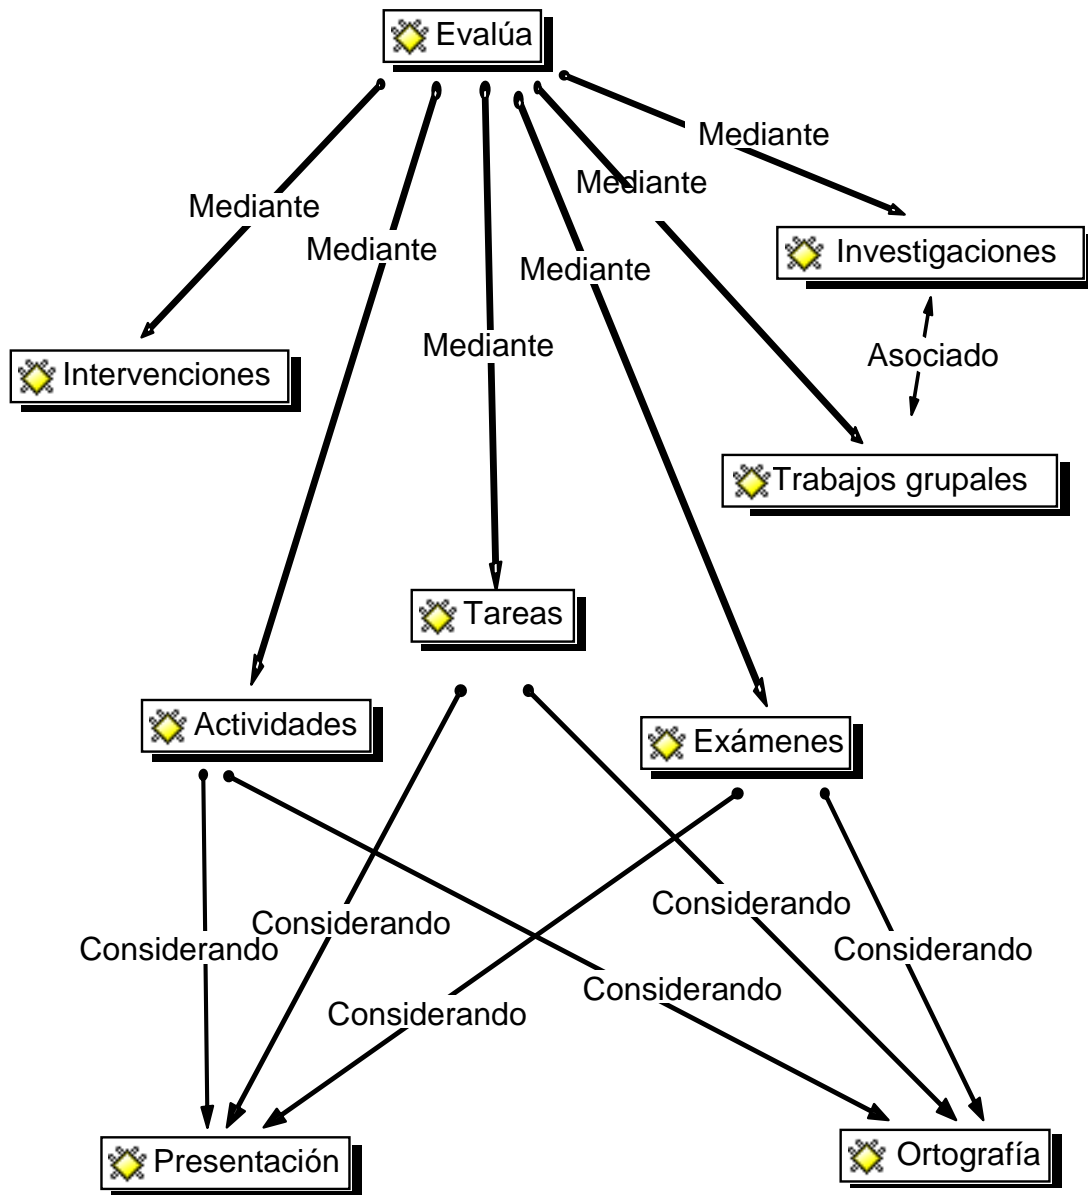 Evalúa
Mediante
Mediante
Mediante
Mediante
Investigaciones
Mediante
Mediante
Asociado
Intervenciones
Trabajos grupales
Tareas
Actividades
Exámenes
Considerando
Considerando
Considerando
Considerando
Considerando
Considerando
Presentación
Ortografía